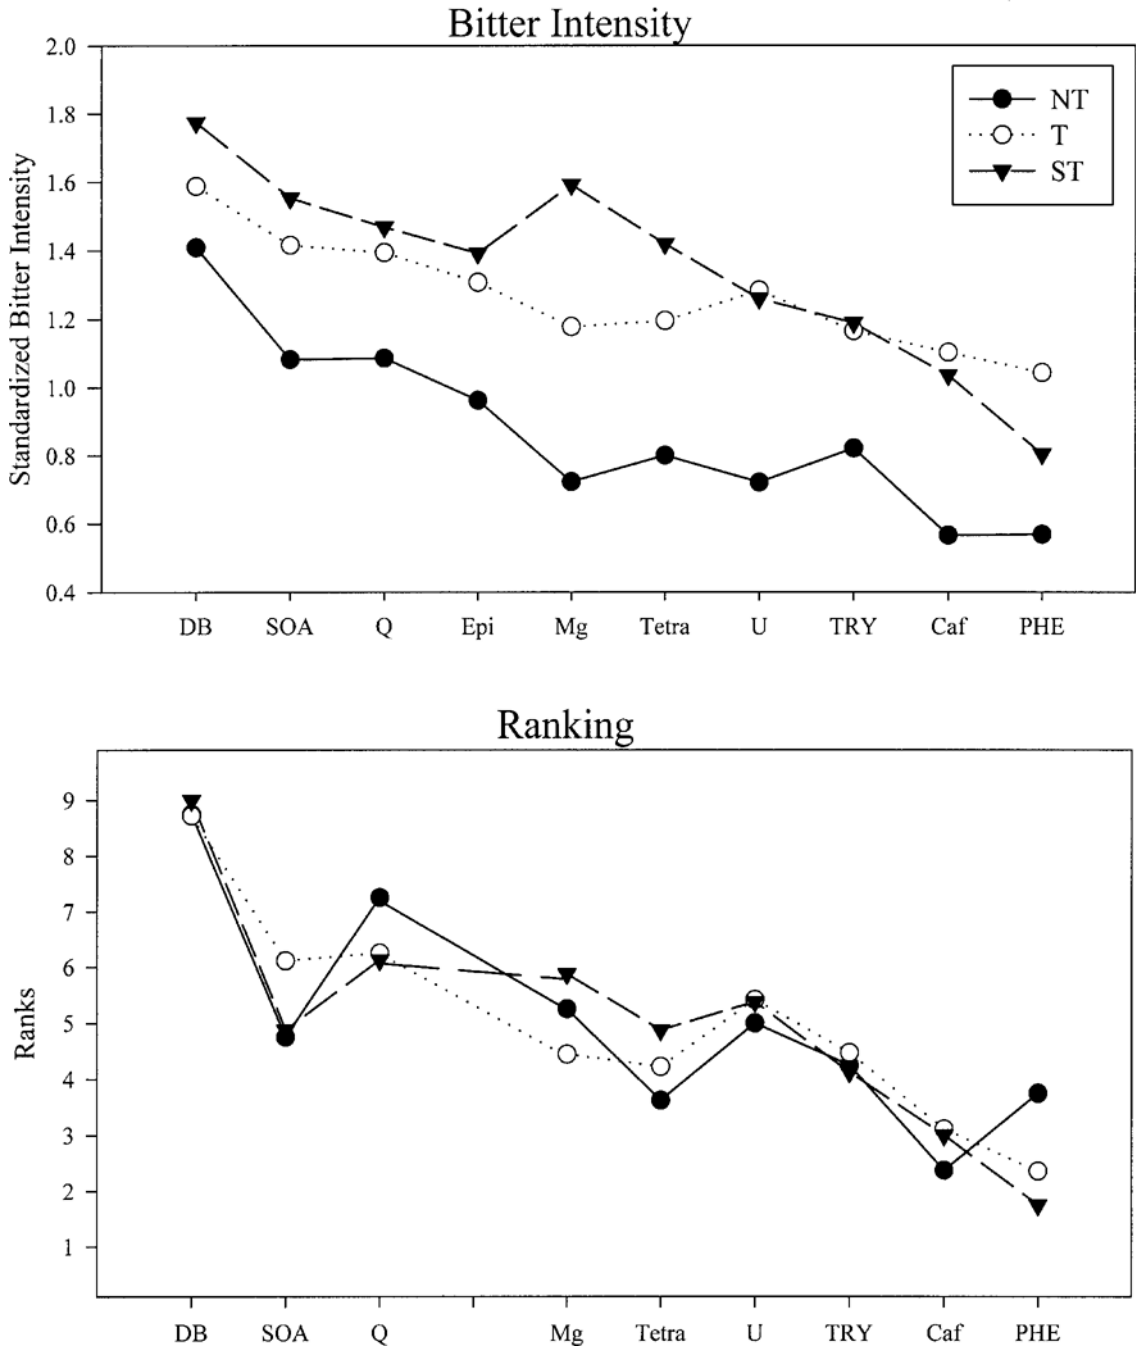 Bitter Intensity
2.0
1.8
1.6
1.4
1.2
1.0
0.8
0.6
0.4
Standardized Bitter Intensity
NT
T
ST
DB SOA Q Epi Mg Tetra U TRY Caf PHE
Ranking
9
8
7
6
5
4
3
2
1
Ranks
DB SOA Q Mg Tetra U TRY Caf PHE